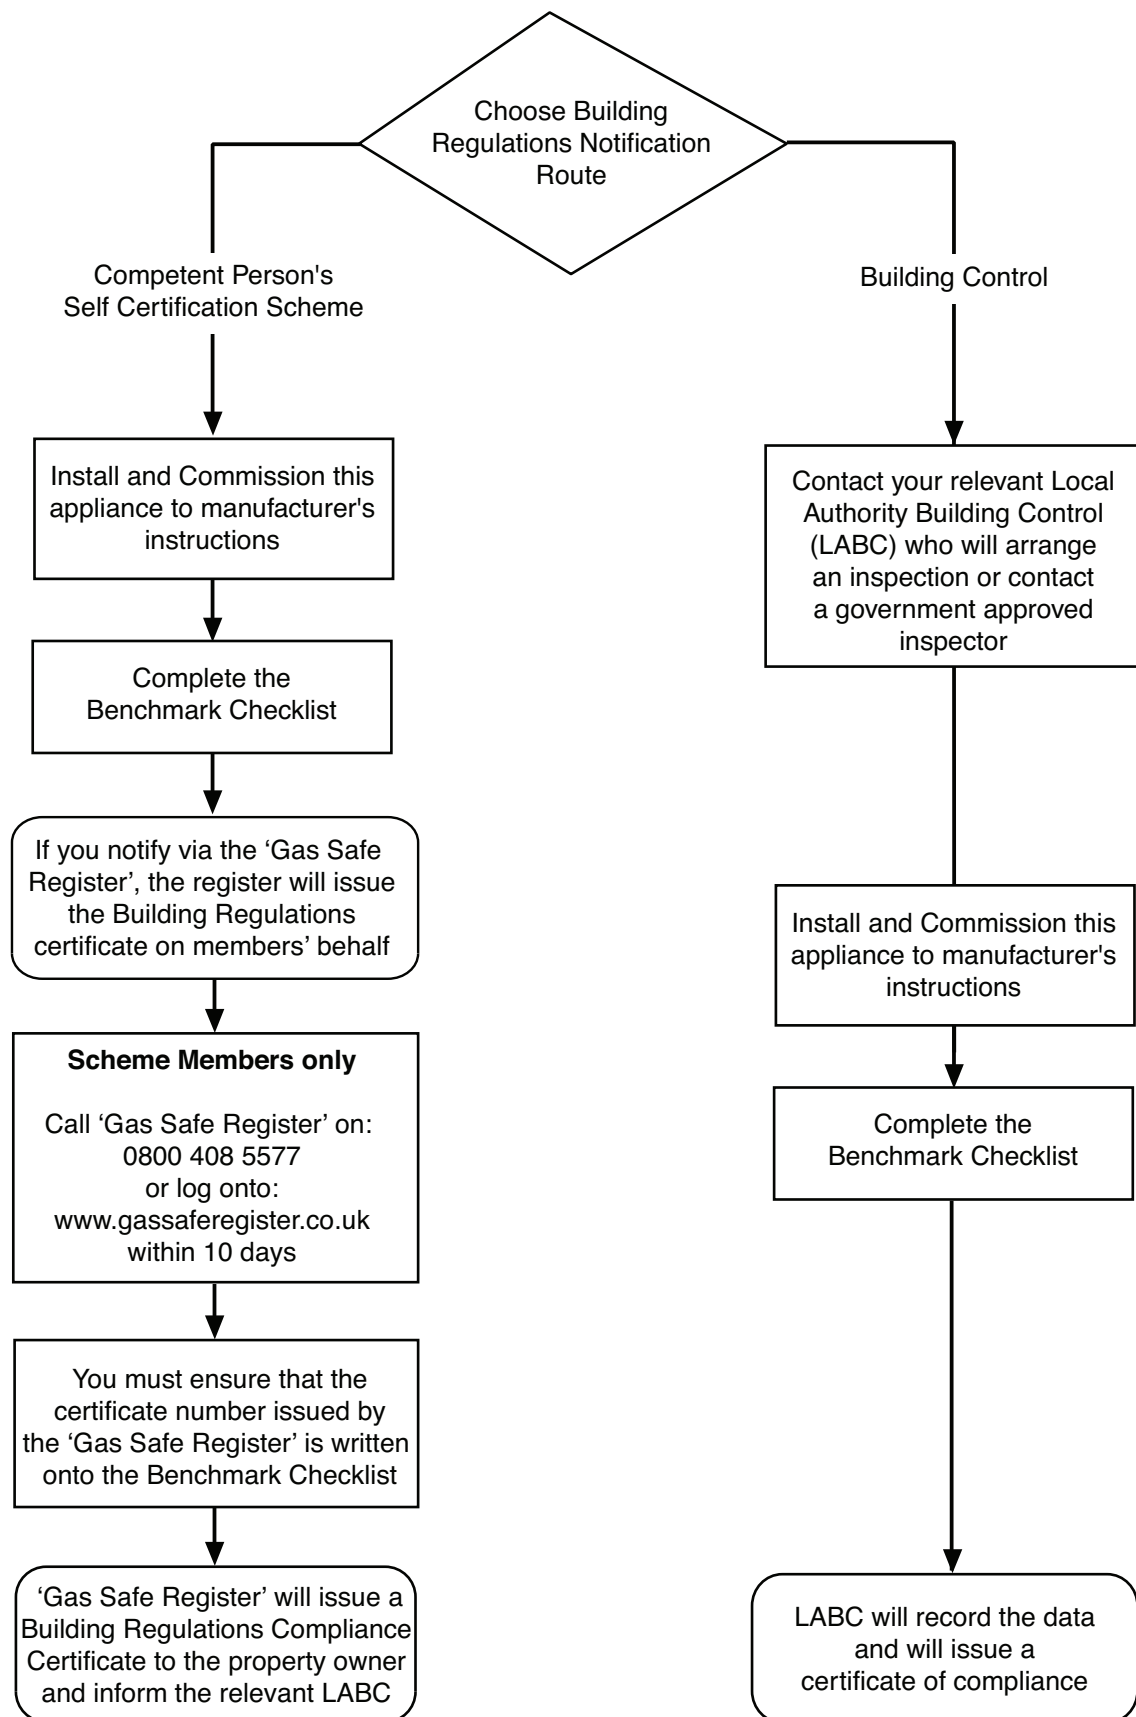 Choose Building
Regulations Notification
Route
Competent Person's
Self Certification Scheme
Building Control
Install and Commission this
appliance to manufacturer's
instructions
Complete the
Benchmark Checklist
If you notify via the ‘Gas Safe
Register’, the register will issue
the Building Regulations
certificate on members’ behalf
Scheme Members only
Call ‘Gas Safe Register’ on:
0800 408 5577
or log onto:
www.gassaferegister.co.uk
within 10 days
You must ensure that the
certificate number issued by
the ‘Gas Safe Register’ is written
onto the Benchmark Checklist
‘Gas Safe Register’ will issue a
Building Regulations Compliance
Certificate to the property owner
and inform the relevant LABC
Contact your relevant Local
Authority Building Control
(LABC) who will arrange
an inspection or contact
a government approved
inspector
Install and Commission this
appliance to manufacturer's
instructions
Complete the
Benchmark Checklist
LABC will record the data
and will issue a
certificate of compliance